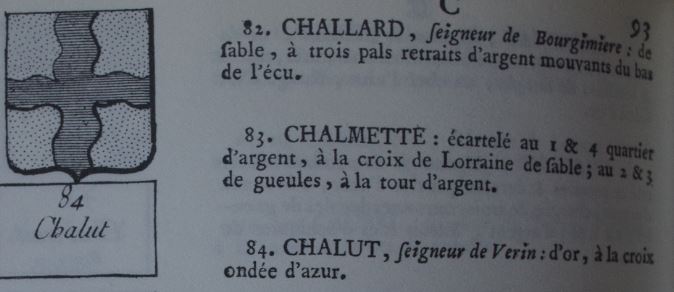 C
93
82. CHALLARD, ſeigneur de Bourgimiere : de
ſable, à trois pals retraits d'argent mouvants du bas
de l'écu.
83. CHALMETTE : écartelé au 1 & 4 quartier
d'argent, à la croix de Lorraine de ſable ; au 2 & 3
de gueules, à la tour d'argent.
84
Chalut
84. CHALUT, ſeigneur de Verin : d'or, à la croix
ondée d'azur.